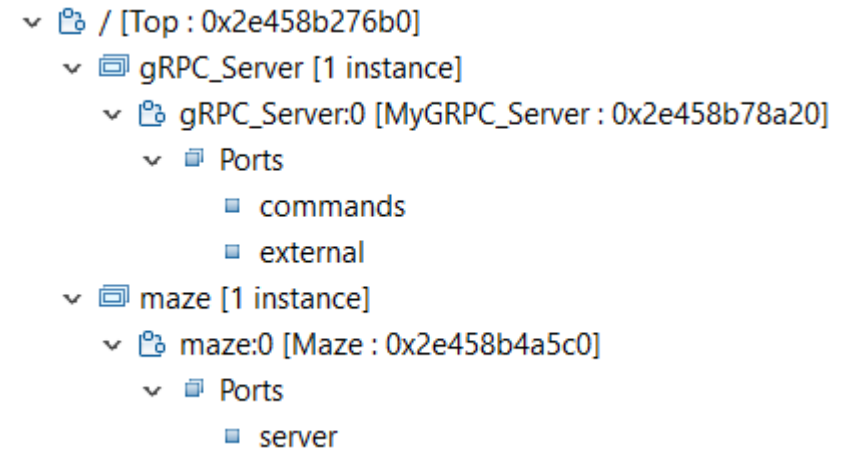 / [Top : 0x2e458b276b0]
gRPC_Server [1 instance]
gRPC_Server:0 [MyGRPC_Server : 0x2e458b78a20]
Ports
commands
external
maze [1 instance]
maze:0 [Maze : 0x2e458b4a5c0]
Ports
server